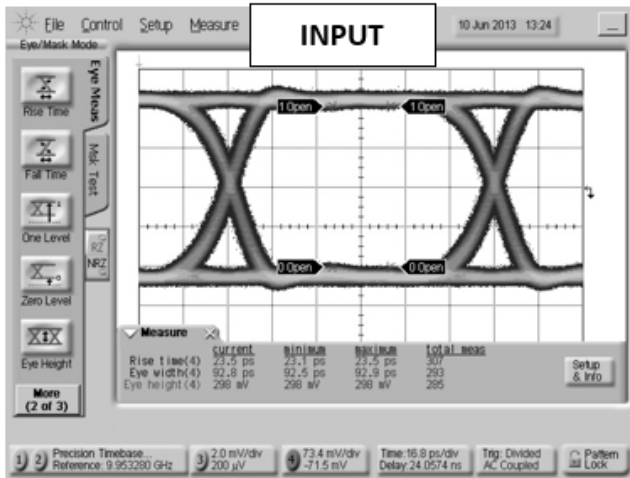 File Control Setup Measure INPUT 10 Jun 2013 13:24
Eye/Mask Mode
Eye Meas
Msk Test
RZ
NRZ
Rise Time
Fall Time
One Level
Zero Level
Eye Height
More
(2 of 3)
1 Open 1 Open
0 Open 0 Open
Measure
current minimum maximum total meas
Rise time(4) 23.5 ps 23.1 ps 23.5 ps 307
Eye width(4) 92.8 ps 92.5 ps 92.9 ps 293
Eye height(4) 298 mV 298 mV 298 mV 285
Setup
& Info
1 2 Precision Timebase...
Reference: 9.953280 GHz
3 2.0 mV/div
200 µV
4 73.4 mV/div
-71.5 mV
Time:16.8 ps/div
Delay:24.0574 ns
Trig: Divided
AC Coupled
Pattern
Lock